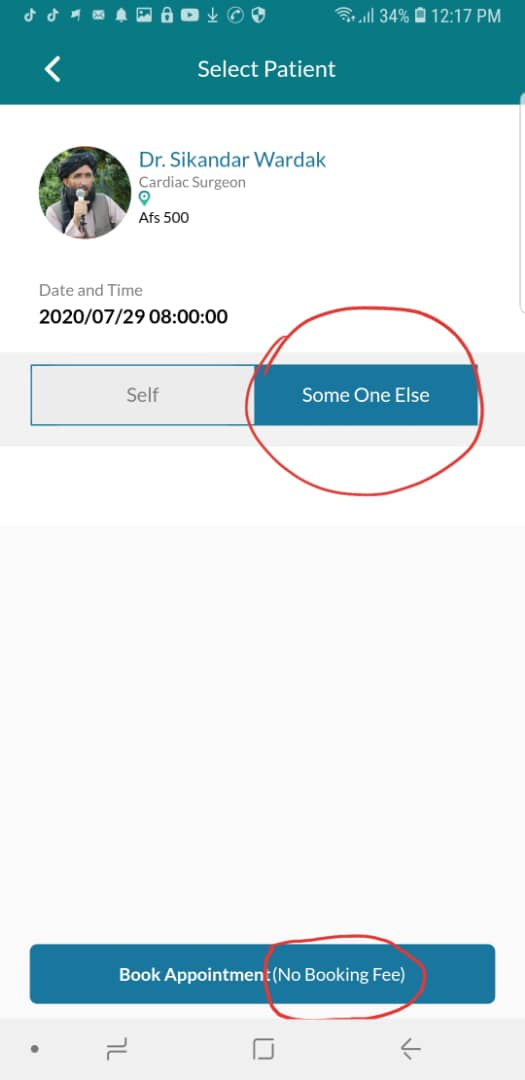 34% 12:17 PM
Select Patient
Dr. Sikandar Wardak
Cardiac Surgeon
Afs 500
Date and Time
2020/07/29 08:00:00
Self
Some One Else
Book Appointment(No Booking Fee)